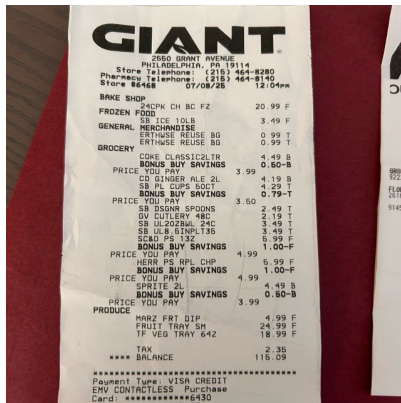 GIANT
2550 GRANT AVENUE
PHILADELPHIA, PA 19114
Store Telephone: (215) 464-8280
Pharmacy Telephone: (215) 464-8140
Store #6468 07/08/25 12:04pm
BAKE SHOP
24CPK CH BC FZ 20.99 F
FROZEN FOOD
SB ICE 10LB 3.49 F
GENERAL MERCHANDISE
ERTHWSE REUSE BG 0.99 T
ERTHWSE REUSE BG 0.99 T
GROCERY
COKE CLASSIC2LTR 4.49 B
BONUS BUY SAVINGS 0.50-B
PRICE YOU PAY 3.99
CD GINGER ALE 2L 4.19 B
SB PL CUPS 50CT 4.29 T
BONUS BUY SAVINGS 0.79-T
PRICE YOU PAY 3.50
SB DSGNR SPOONS 2.49 T
GV CUTLERY 48C 2.19 T
SB UL20ZBWL 24C 3.49 T
SB UL8.5INPLT35 3.49 T
SC&O PS 13Z 5.99 F
BONUS BUY SAVINGS 1.00-F
PRICE YOU PAY 4.99
HERR PS RPL CHP 5.99 F
BONUS BUY SAVINGS 1.00-F
PRICE YOU PAY 4.99
SPRITE 2L 4.49 B
BONUS BUY SAVINGS 0.50-B
PRICE YOU PAY 3.99
PRODUCE
MARZ FRT DIP 4.99 F
FRUIT TRAY SM 24.99 F
TF VEG TRAY 64Z 18.99 F
TAX 2.35
**** BALANCE 115.09
Payment Type: VISA CREDIT
EMV CONTACTLESS Purchase
Card: ************6430